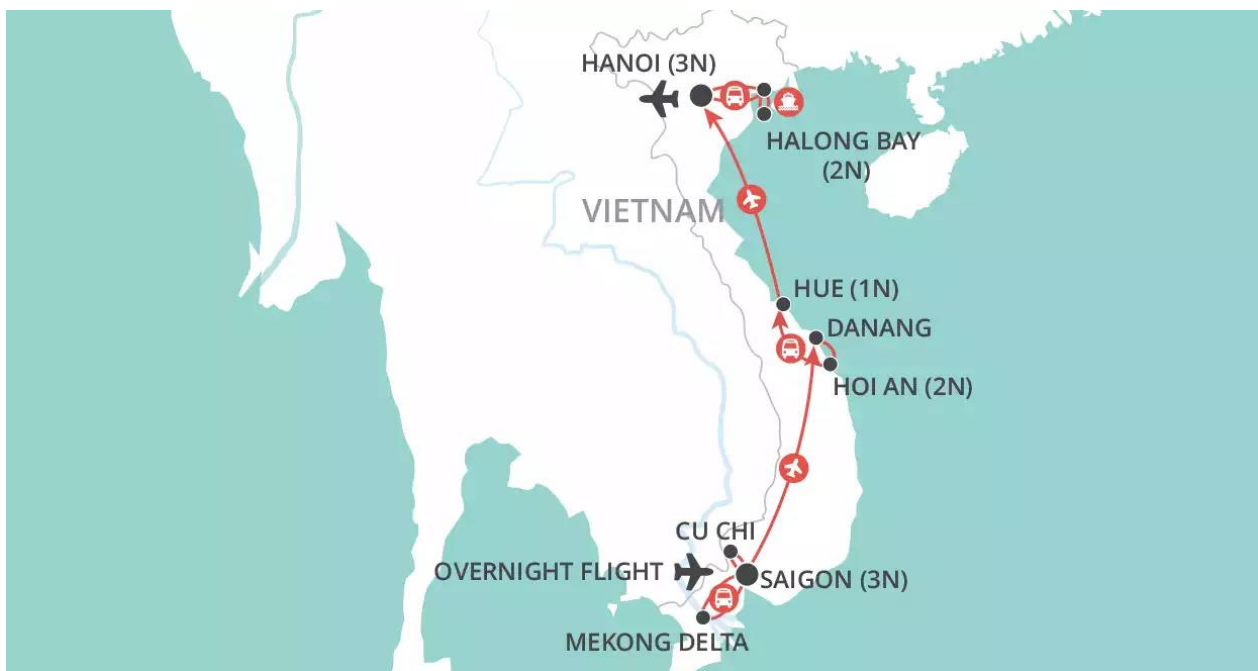 HANOI (3N)
HALONG BAY
(2N)
VIETNAM
HUE (1N)
DANANG
HOI AN (2N)
CU CHI
OVERNIGHT FLIGHT
SAIGON (3N)
MEKONG DELTA